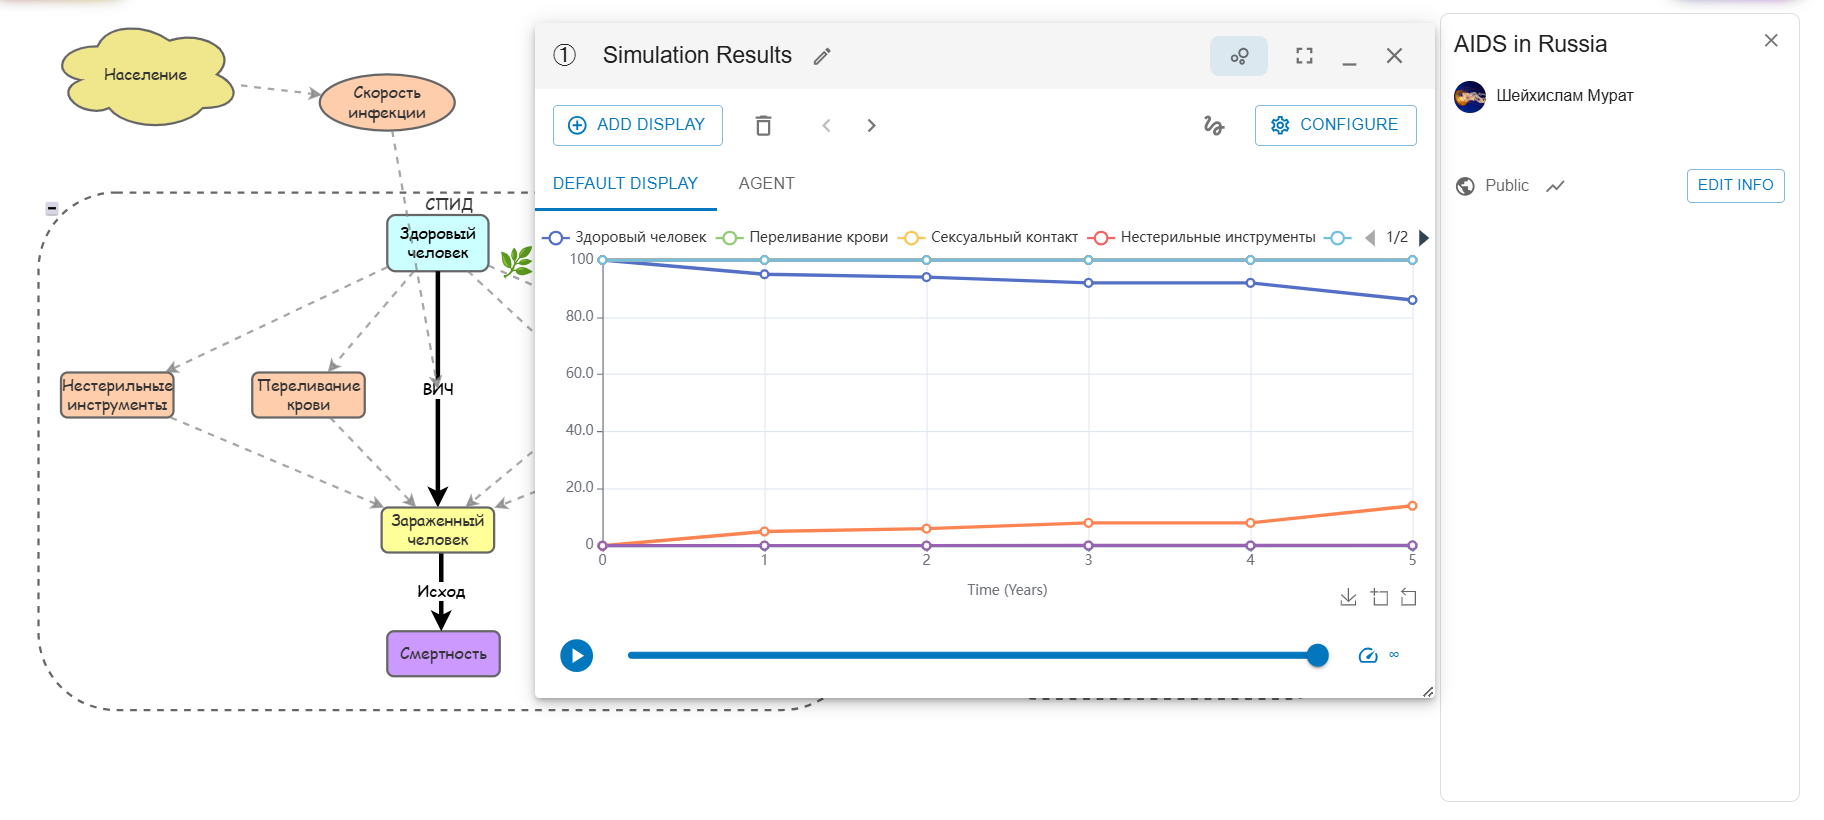 Население
Скорость
инфекции
СПИД
Здоровый
человек
Нестерильные
инструменты
Переливание
крови
ВИЧ
Зараженный
человек
Исход
Смертность
1
Simulation Results
ADD DISPLAY
CONFIGURE
DEFAULT DISPLAY
AGENT
Здоровый человек
Переливание крови
Сексуальный контакт
Нестерильные инструменты
1/2
100
80.0
60.0
40.0
20.0
0
0 1 2 3 4 5
Time (Years)
∞
AIDS in Russia
Шейхислам Мурат
Public
EDIT INFO